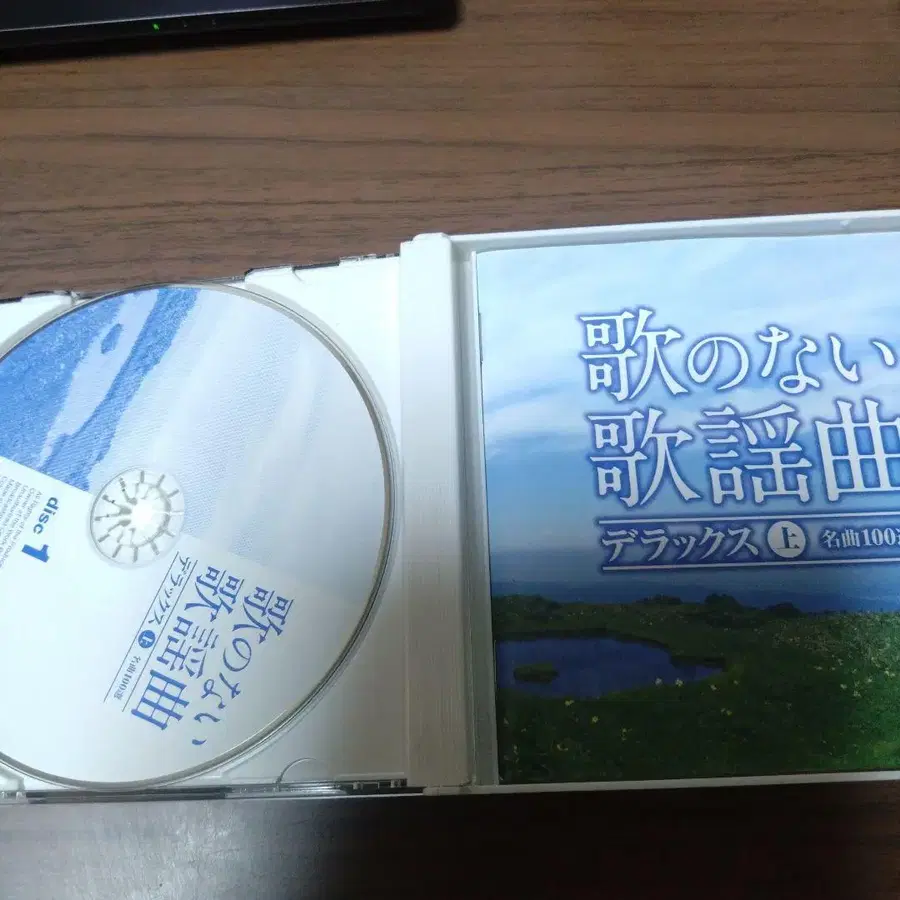 disc 1
歌のない
歌謡曲
デラックス 上 名曲100選
歌のない
歌謡曲
デラックス 上 名曲100